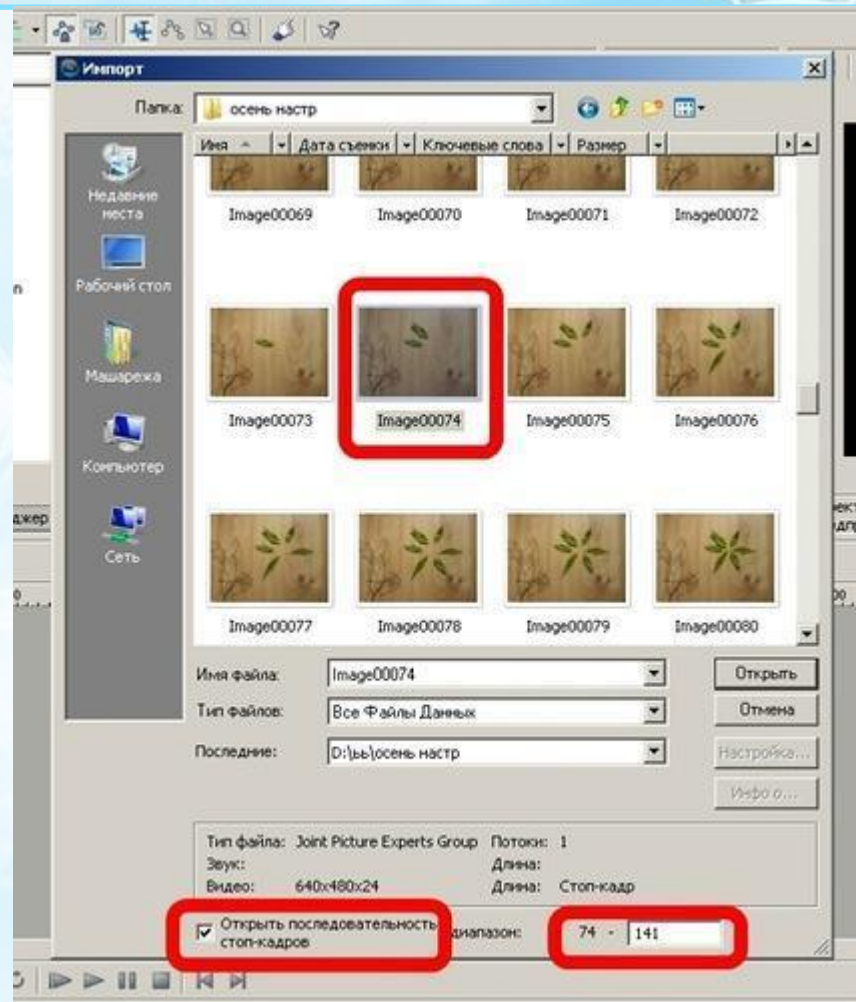 Импорт
Папка: осень настр
Имя Дата съемки Ключевые слова Размер
Недавние места
Рабочий стол
Машарежа
Компьютер
Сеть
Image00069 Image00070 Image00071 Image00072
Image00073 Image00074 Image00075 Image00076
Image00077 Image00078 Image00079 Image00080
Имя файла: Image00074 Открыть
Тип файлов: Все Файлы Данных Отмена
Последние: D:\ьь\осень настр Настройка...
Инфо о...
Тип файла: Joint Picture Experts Group Потоки: 1
Звук: Длина:
Видео: 640x480x24 Длина: Стоп-кадр
Открыть последовательность диапазон: 74 - 141
стоп-кадров